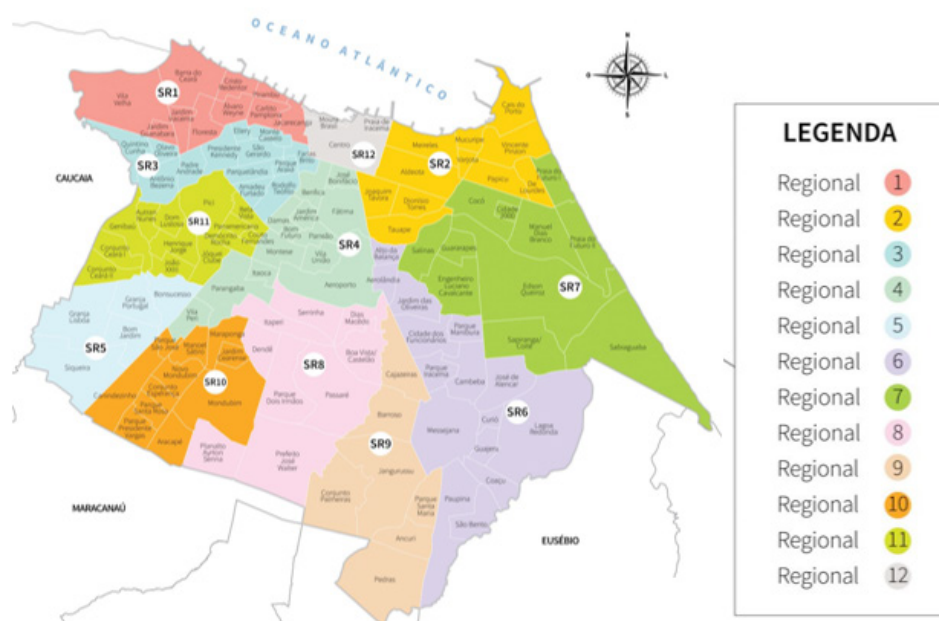 OCEANO ATLÂNTICO
N
O
L
S
CAUCAIA
MARACANAÚ
EUSÉBIO
SR1
Vila Velha
Barra do Ceará
Cristo Redentor
Pirambu
Carlito Pamplona
Jacarecanga
Álvaro Weyne
Jardim Iracema
Jardim Guanabara
Floresta
SR12
Moura Brasil
Praia de Iracema
Centro
SR2
Cais do Porto
Vincente Pinzon
Mucuripe
Meireles
Varjota
Aldeota
Papicu
De Lourdes
Joaquim Távora
Dionísio Torres
Tauape
SR3
Quintino Cunha
Olavo Oliveira
Antônio Bezerra
Padre Andrade
Presidente Kennedy
Ellery
Monte Castelo
São Gerardo
Farias Brito
Parque Araxá
Parquelândia
Amadeu Furtado
Rodolfo Teófilo
SR11
Pici
Autran Nunes
Dom Lustosa
Bela Vista
Panamericano
Genibaú
Henrique Jorge
Demócrito Rocha
Couto Fernandes
Jóquei Clube
João XXIII
Conjunto Ceará I
Conjunto Ceará II
SR4
José Bonifácio
Benfica
Fátima
Jardim América
Damas
Bom Futuro
Parreão
Montese
Vila União
Itaoca
Aeroporto
Parangaba
Vila Peri
SR7
Praia do Futuro I
Praia do Futuro II
Cocó
Cidade 2000
Manuel Dias Branco
Salinas
Guararapes
Engenheiro Luciano Cavalcante
Edson Queiroz
Sapiranga/
Sabiaguaba
SR5
Granja Lisboa
Granja Portugal
Bonsucesso
Bom Jardim
Siqueira
SR10
Maraponga
Parque São José
Manoel Sátiro
Jardim Cearense
Novo Mondubim
Conjunto Esperança
Canindezinho
Parque Santa Rosa
Mondubim
Parque Presidente Vargas
Aracapé
SR8
Serrinha
Itaperi
Dias Macêdo
Dendê
Boa Vista/
Castelão
Parque Dois Irmãos
Passaré
Planalto Ayrton Senna
Prefeito José Walter
SR9
Cajazeiras
Barroso
Jangurussu
Conjunto Palmeiras
Parque Santa Maria
Ancuri
Pedras
SR6
Alto da Balança
Aerolândia
Jardim das Oliveiras
Cidade dos Funcionários
Parque Manibura
Parque Iracema
Cambeba
José de Alencar
Messejana
Curió
Lagoa Redonda
Guajeru
Coaçu
Paupina
São Bento
LEGENDA
Regional 1
Regional 2
Regional 3
Regional 4
Regional 5
Regional 6
Regional 7
Regional 8
Regional 9
Regional 10
Regional 11
Regional 12